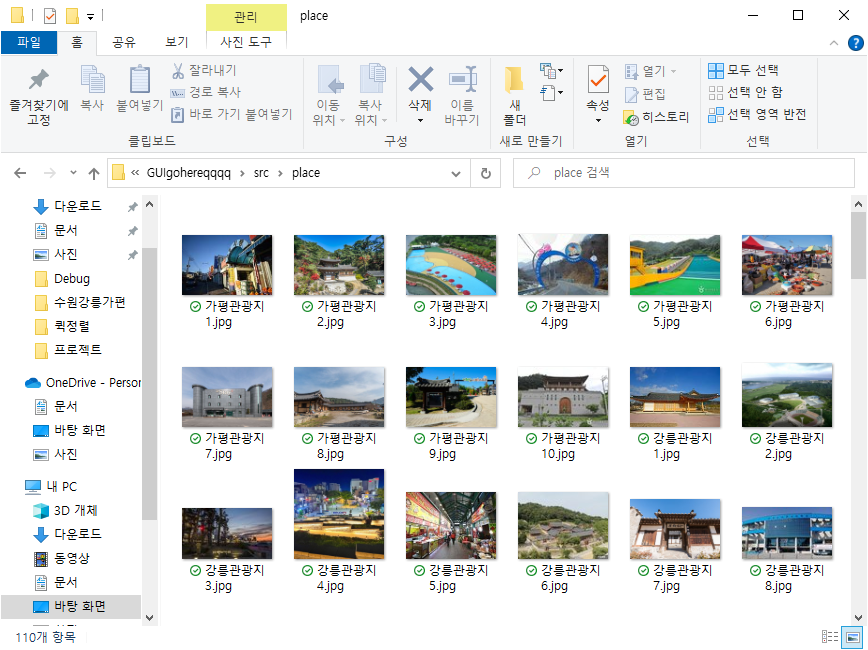 관리
place
파일
홈
공유
보기
사진 도구
즐겨찾기에
고정
복사
붙여넣기
잘라내기
경로 복사
바로 가기 붙여넣기
클립보드
이동
위치
복사
위치
삭제
이름
바꾸기
구성
새
폴더
새로 만들기
속성
열기
편집
히스토리
열기
모두 선택
선택 안 함
선택 영역 반전
선택
« GUIgohereqqqq › src › place
place 검색
다운로드
문서
사진
Debug
수원강릉가편
퀵정렬
프로젝트
OneDrive - Person
문서
바탕 화면
사진
내 PC
3D 개체
다운로드
동영상
문서
바탕 화면
가평관광지
1.jpg
가평관광지
2.jpg
가평관광지
3.jpg
가평관광지
4.jpg
가평관광지
5.jpg
가평관광지
6.jpg
가평관광지
7.jpg
가평관광지
8.jpg
가평관광지
9.jpg
가평관광지
10.jpg
강릉관광지
1.jpg
강릉관광지
2.jpg
강릉관광지
3.jpg
강릉관광지
4.jpg
강릉관광지
5.jpg
강릉관광지
6.jpg
강릉관광지
7.jpg
강릉관광지
8.jpg
110개 항목